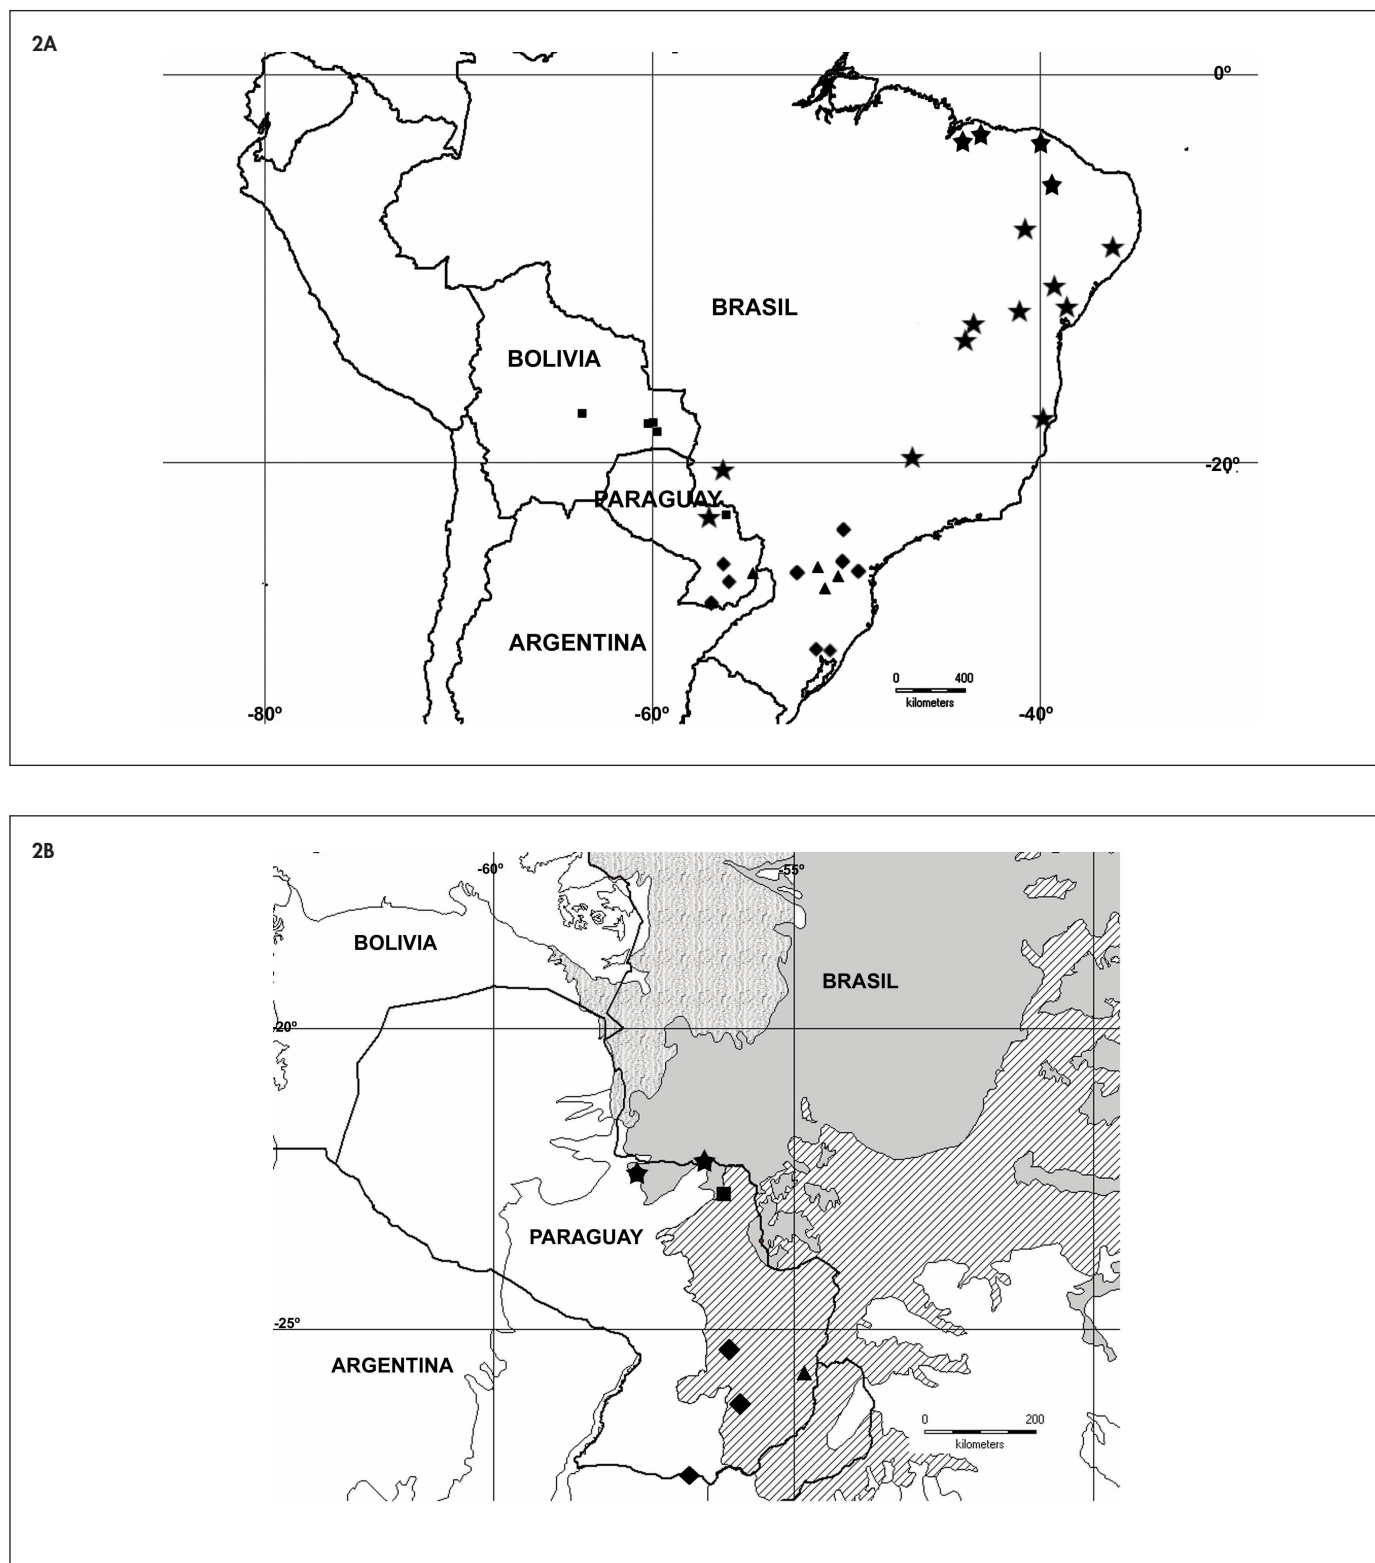 2A
0º
BRASIL
BOLIVIA
-20º
PARAGUAY
ARGENTINA
0 400
kilometers
-80º -60º -40º
2B
-60º -55º
BOLIVIA
BRASIL
-20º
PARAGUAY
-25º
ARGENTINA
0 200
kilometers